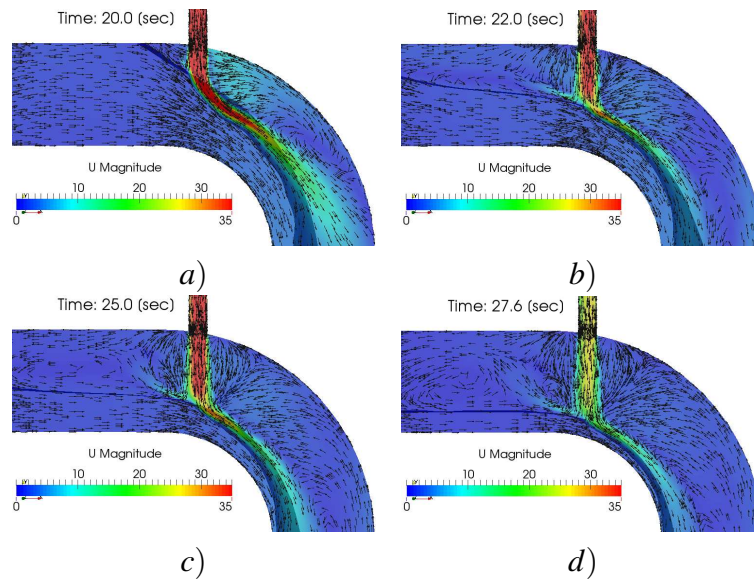 Time: 20.0 (sec)
U Magnitude
0 10 20 30 35
a)
Time: 22.0 (sec)
U Magnitude
0 10 20 30 35
b)
Time: 25.0 (sec)
U Magnitude
0 10 20 30 35
c)
Time: 27.6 (sec)
U Magnitude
0 10 20 30 35
d)